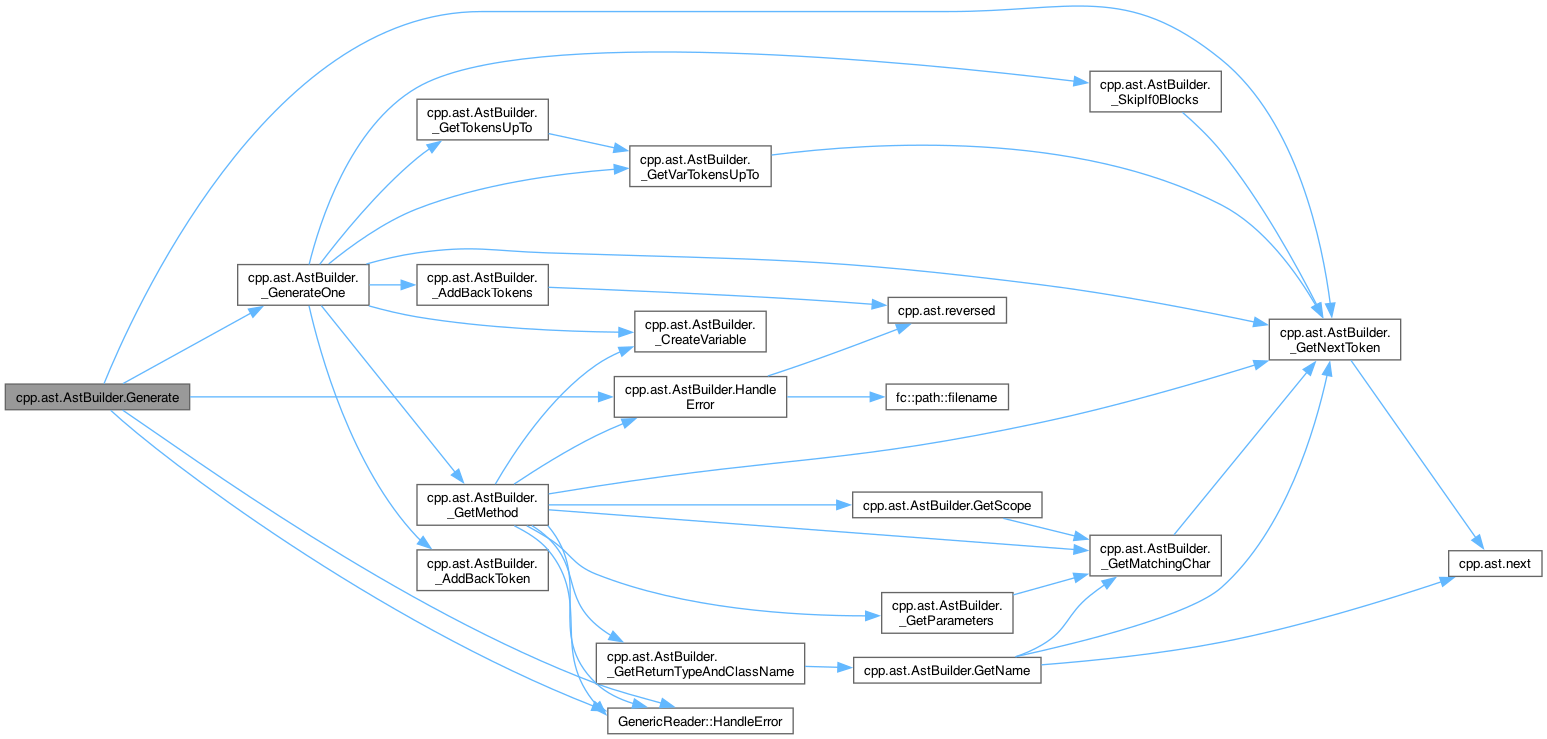 cpp.ast.AstBuilder.
_SkipIf0Blocks
cpp.ast.AstBuilder.
_GetTokensUpTo
cpp.ast.AstBuilder.
_GetVarTokensUpTo
cpp.ast.AstBuilder.
_GenerateOne
cpp.ast.AstBuilder.
_AddBackTokens
cpp.ast.reversed
cpp.ast.AstBuilder.
_CreateVariable
cpp.ast.AstBuilder.
_GetNextToken
cpp.ast.AstBuilder.Generate
cpp.ast.AstBuilder.Handle
Error
fc::path::filename
cpp.ast.AstBuilder.
_GetMethod
cpp.ast.AstBuilder.GetScope
cpp.ast.AstBuilder.
_GetMatchingChar
cpp.ast.AstBuilder.
_AddBackToken
cpp.ast.next
cpp.ast.AstBuilder.
_GetParameters
cpp.ast.AstBuilder.
_GetReturnTypeAndClassName
cpp.ast.AstBuilder.GetName
GenericReader::HandleError